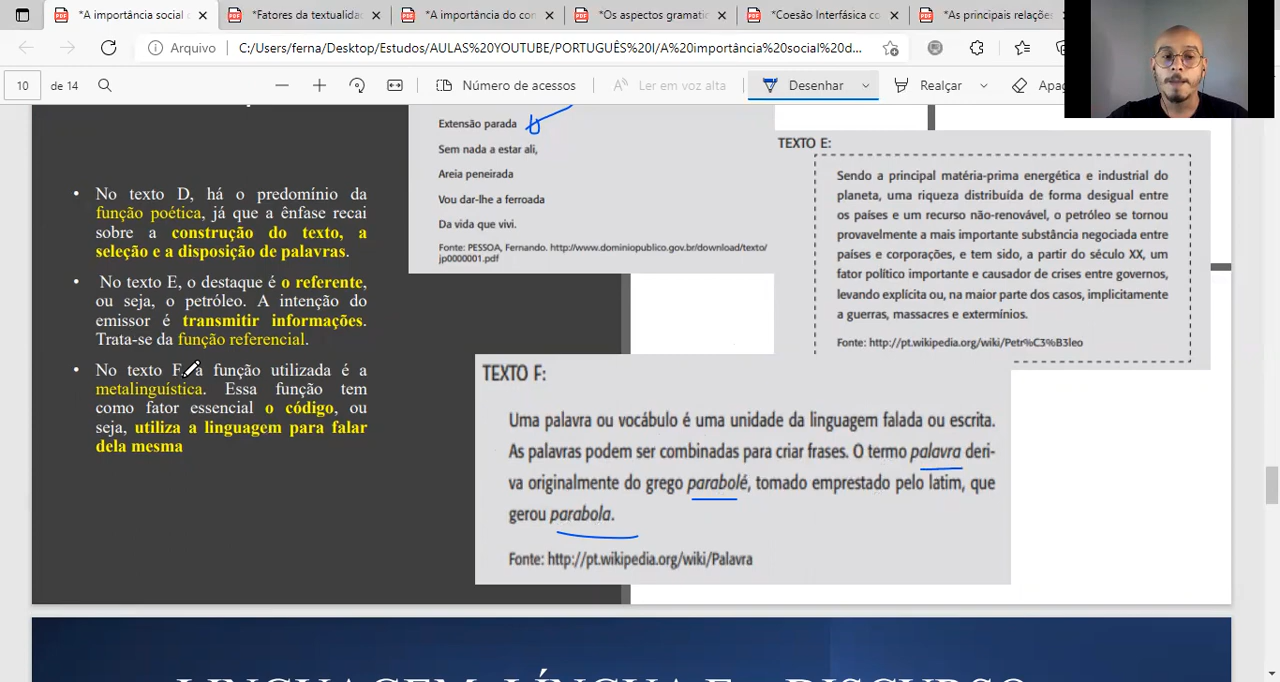 *A importância social
*Fatores da textualida
*A importância do con
*Os aspectos gramati
*Coesão Interfásica co
*As principais relaçõe
Arquivo
C:/Users/ferna/Desktop/Estudos/AULAS%20YOUTUBE/PORTUGUÊS%20I/A%20importância%20social%20d...
10 de 14
Número de acessos
Ler em voz alta
Desenhar
Realçar
Apag
Extensão parada
Sem nada a estar ali,
Areia peneirada
Vou dar-lhe a ferroada
Da vida que vivi.
Fonte: PESSOA, Fernando. http://www.dominiopublico.gov.br/download/texto/
jp0000001.pdf
• No texto D, há o predomínio da
função poética, já que a ênfase recai
sobre a construção do texto, a
seleção e a disposição de palavras.
• No texto E, o destaque é o referente,
ou seja, o petróleo. A intenção do
emissor é transmitir informações.
Trata-se da função referencial.
• No texto F, a função utilizada é a
metalinguística. Essa função tem
como fator essencial o código, ou
seja, utiliza a linguagem para falar
dela mesma
TEXTO E:
Sendo a principal matéria-prima energética e industrial do
planeta, uma riqueza distribuída de forma desigual entre
os países e um recurso não-renovável, o petróleo se tornou
provavelmente a mais importante substância negociada entre
países e corporações, e tem sido, a partir do século XX, um
fator político importante e causador de crises entre governos,
levando explícita ou, na maior parte dos casos, implicitamente
a guerras, massacres e extermínios.
Fonte: http://pt.wikipedia.org/wiki/Petr%C3%B3leo
TEXTO F:
Uma palavra ou vocábulo é uma unidade da linguagem falada ou escrita.
As palavras podem ser combinadas para criar frases. O termo palavra deri-
va originalmente do grego parabolé, tomado emprestado pelo latim, que
gerou parabola.
Fonte: http://pt.wikipedia.org/wiki/Palavra